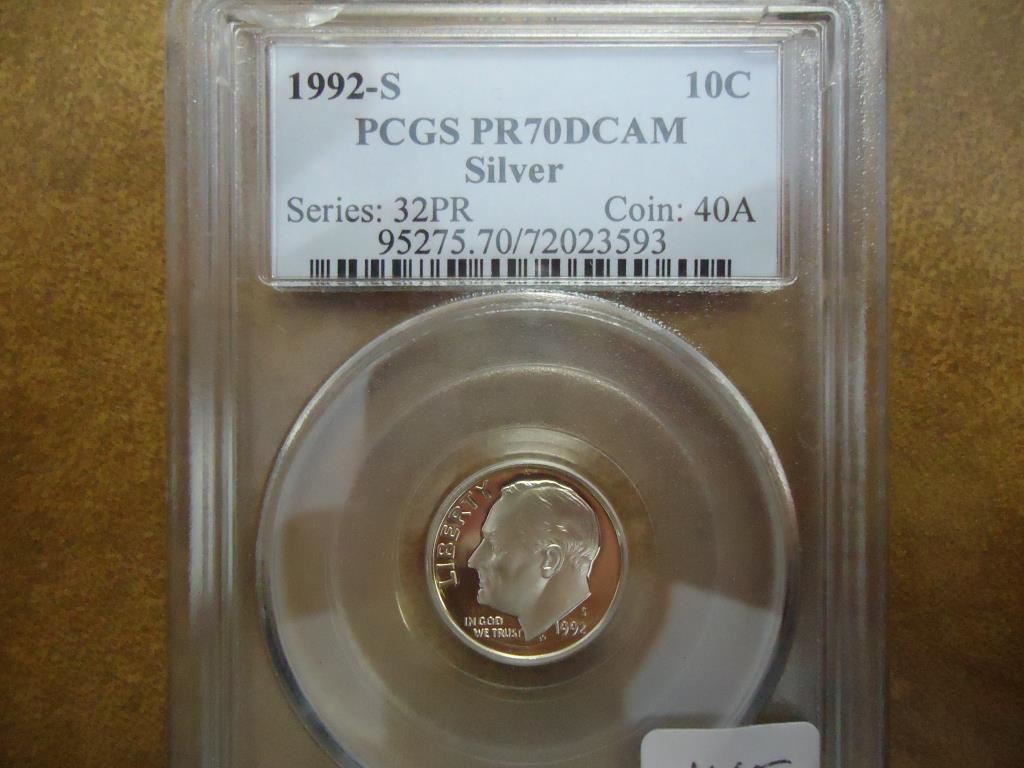 1992-S 10C
PCGS PR70DCAM
Silver
Series: 32PR Coin: 40A
95275.70/72023593
LIBERTY
IN GOD
WE TRUST
S
1992